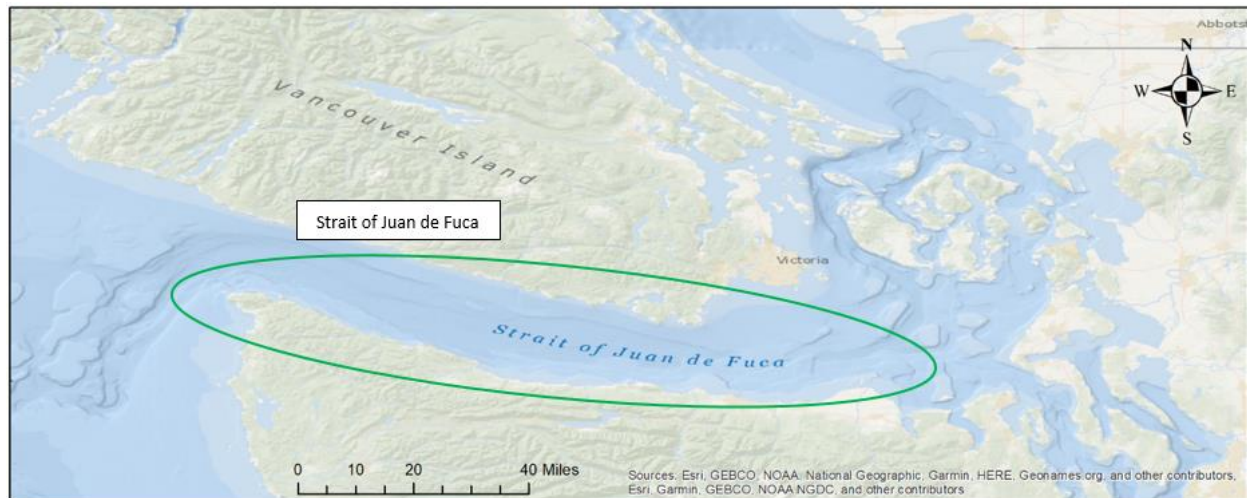 Abbots
N
W E
S
Vancouver Island
Strait of Juan de Fuca
Victoria
Strait of Juan de Fuca
0 10 20 40 Miles
Sources: Esri, GEBCO, NOAA, National Geographic, Garmin, HERE, Geonames.org, and other contributors,
Esri, Garmin, GEBCO, NOAA NGDC, and other contributors